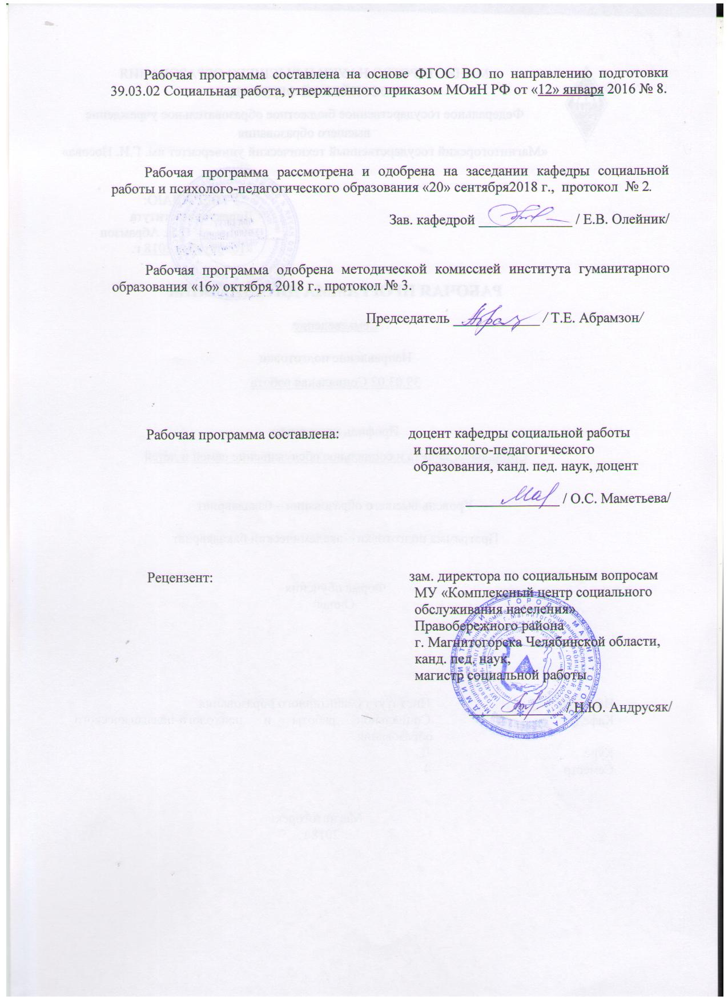 Рабочая программа составлена на основе ФГОС ВО по направлению подготовки
39.03.02 Социальная работа, утвержденного приказом МОиН РФ от «12» января 2016 № 8.
Рабочая программа рассмотрена и одобрена на заседании кафедры социальной
работы и психолого-педагогического образования «20» сентября2018 г., протокол № 2.
Зав. кафедрой / Е.В. Олейник/
Рабочая программа одобрена методической комиссией института гуманитарного
образования «16» октября 2018 г., протокол № 3.
Председатель / Т.Е. Абрамзон/
Рабочая программа составлена: доцент кафедры социальной работы
и психолого-педагогического
образования, канд. пед. наук, доцент
/ О.С. Маметьева/
Рецензент: зам. директора по социальным вопросам
МУ «Комплексный центр социального
обслуживания населения»
Правобережного района
г. Магнитогорска Челябинской области,
канд. пед. наук,
магистр социальной работы
/ Н.Ю. Андрусяк/
АДМИНИСТРАЦИЯ ГОРОДА МАГНИТОГОРСКА